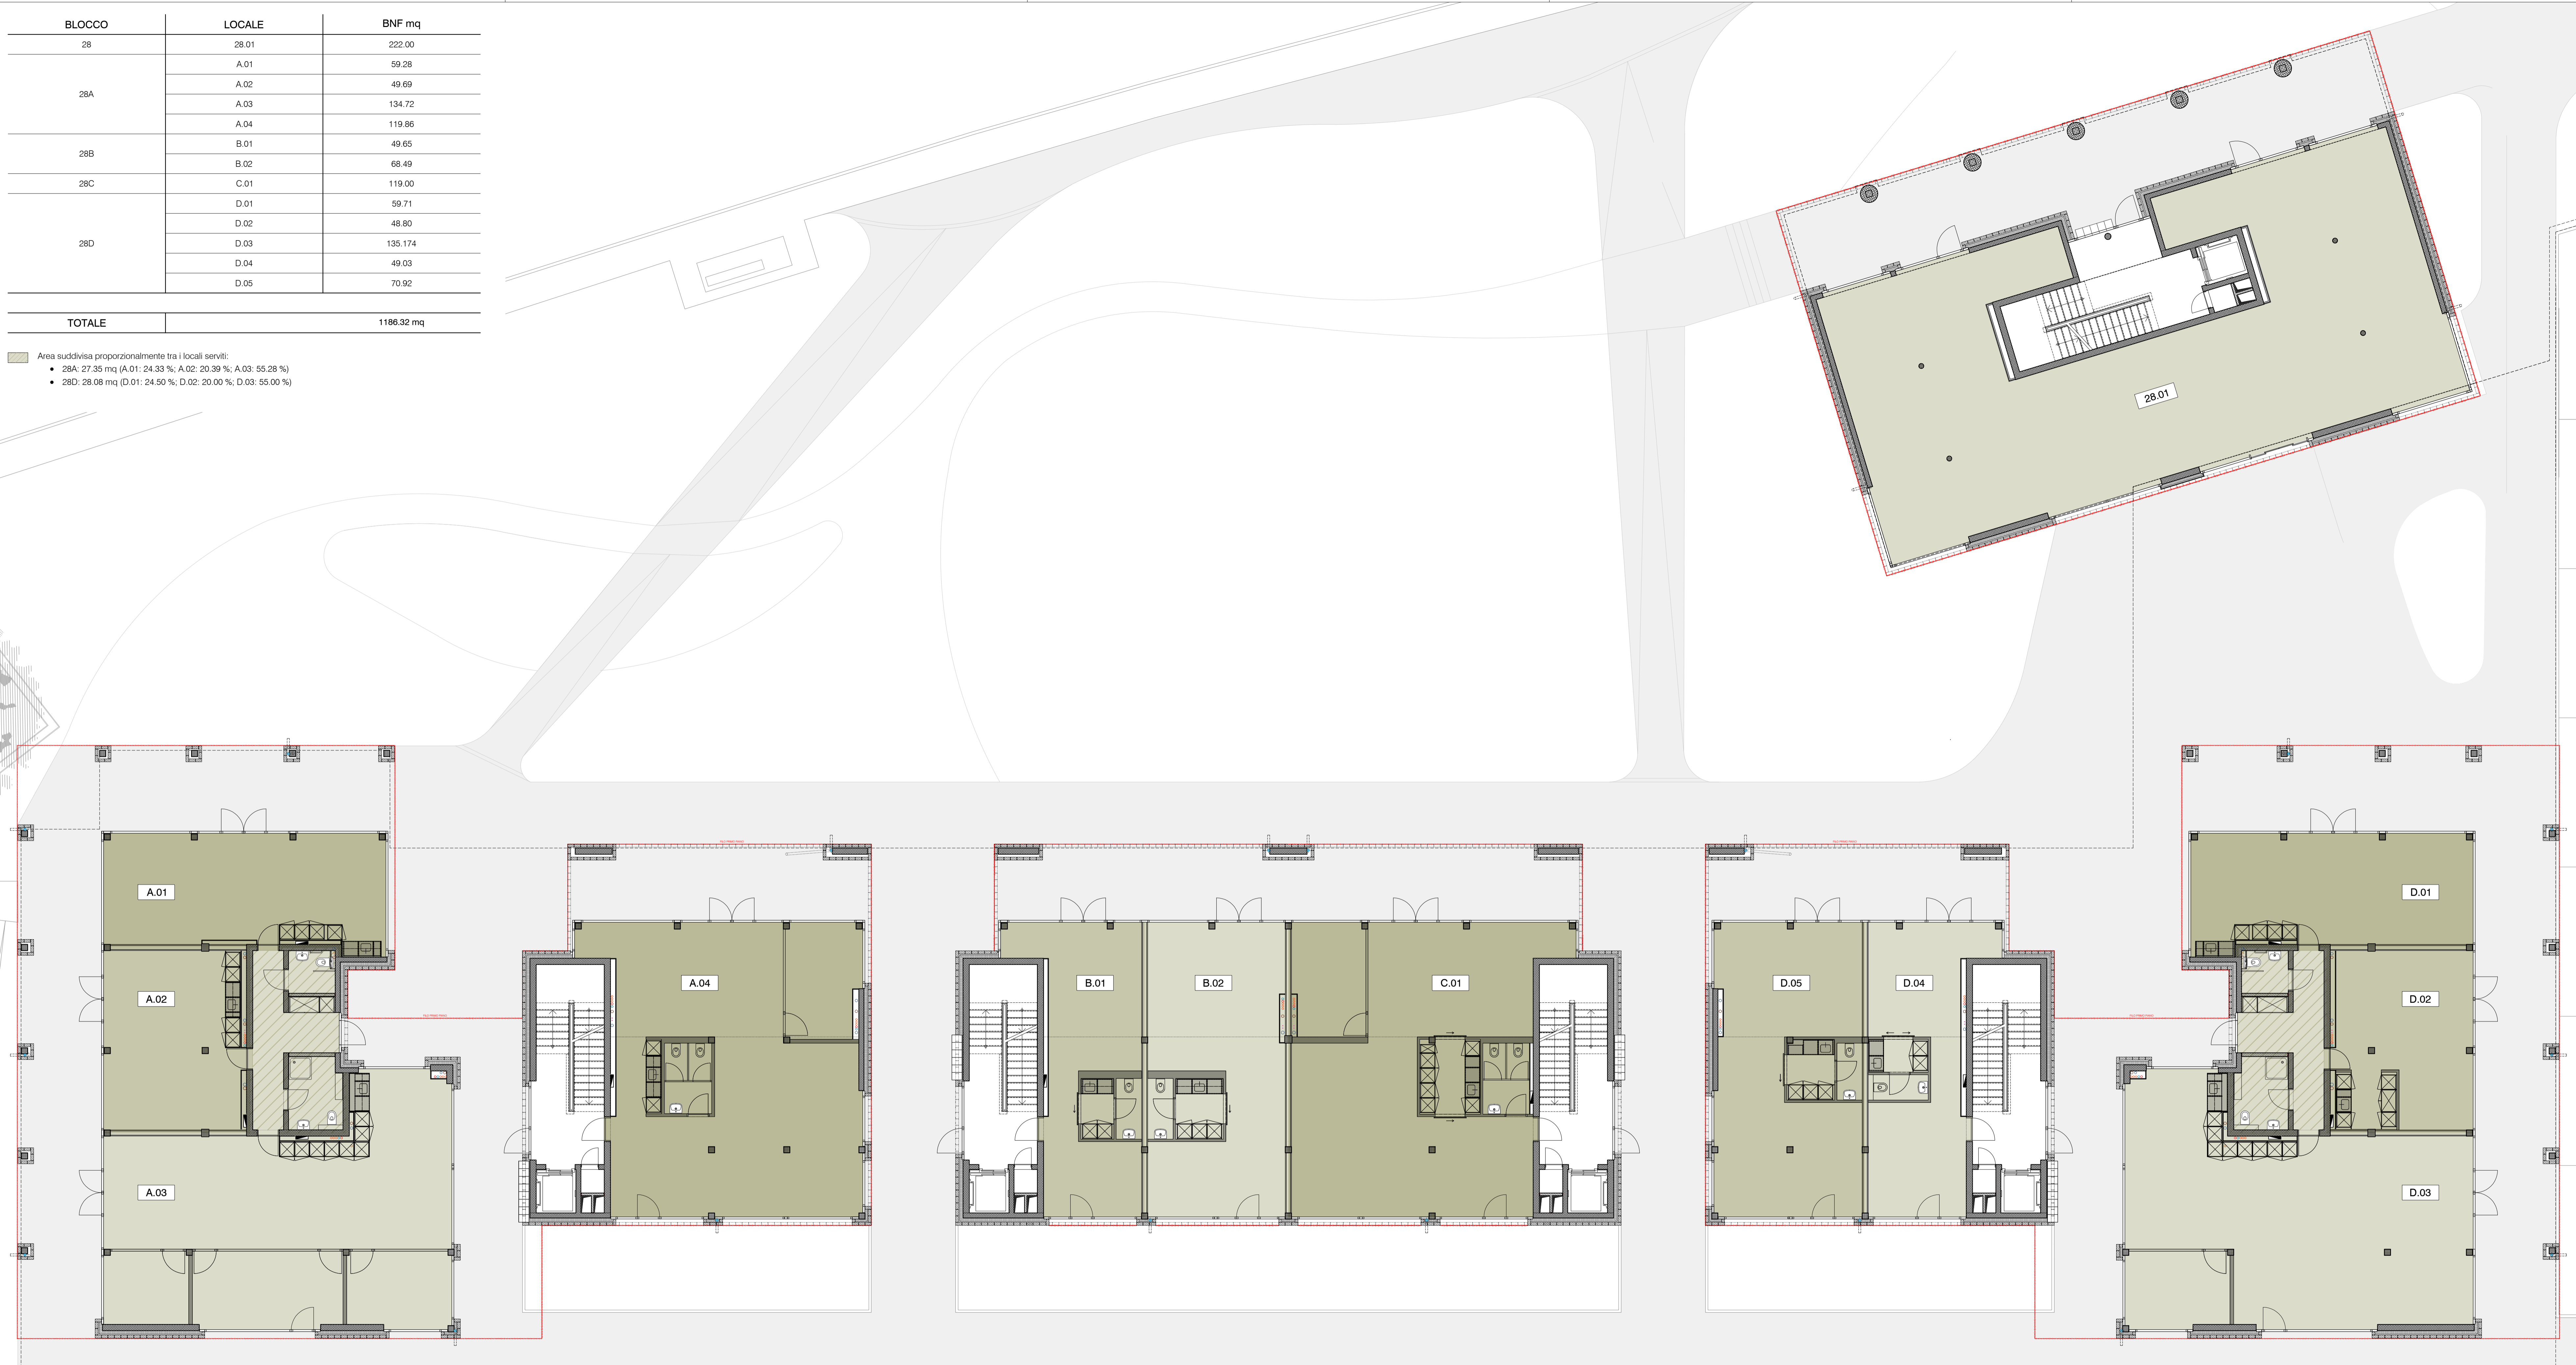 BLOCCO LOCALE BNF mq
28 28.01 222.00
28A A.01 59.28
A.02 49.69
A.03 134.72
A.04 119.86
28B B.01 49.65
B.02 68.49
28C C.01 119.00
28D D.01 59.71
D.02 48.80
D.03 135.174
D.04 49.03
D.05 70.92
TOTALE 1186.32 mq
Area suddivisa proporzionalmente tra i locali serviti:
• 28A: 27.35 mq (A.01: 24.33 %; A.02: 20.39 %; A.03: 55.28 %)
• 28D: 28.08 mq (D.01: 24.50 %; D.02: 20.00 %; D.03: 55.00 %)
28.01
A.01
D.01
A.02
A.04
B.01
B.02
C.01
D.05
D.04
D.02
A.03
D.03